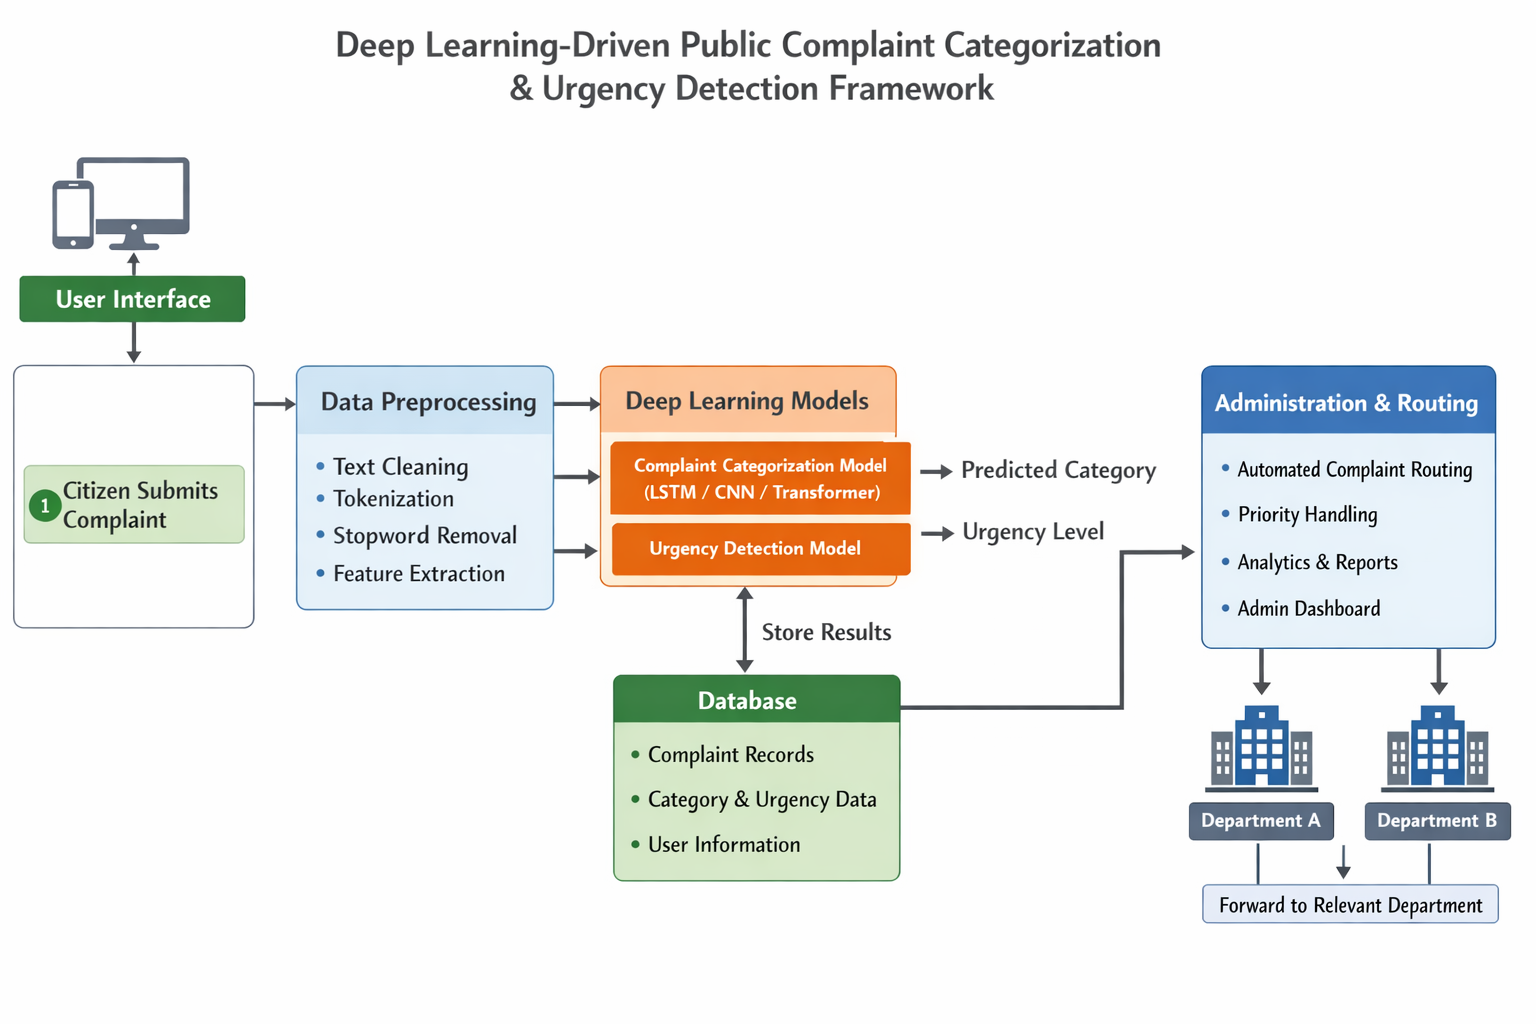 Deep Learning-Driven Public Complaint Categorization
& Urgency Detection Framework
User Interface
1
Citizen Submits
Complaint
Data Preprocessing
• Text Cleaning
• Tokenization
• Stopword Removal
• Feature Extraction
Deep Learning Models
Complaint Categorization Model
(LSTM / CNN / Transformer)
Urgency Detection Model
Predicted Category
Urgency Level
Store Results
Database
• Complaint Records
• Category & Urgency Data
• User Information
Administration & Routing
• Automated Complaint Routing
• Priority Handling
• Analytics & Reports
• Admin Dashboard
Department A
Department B
Forward to Relevant Department